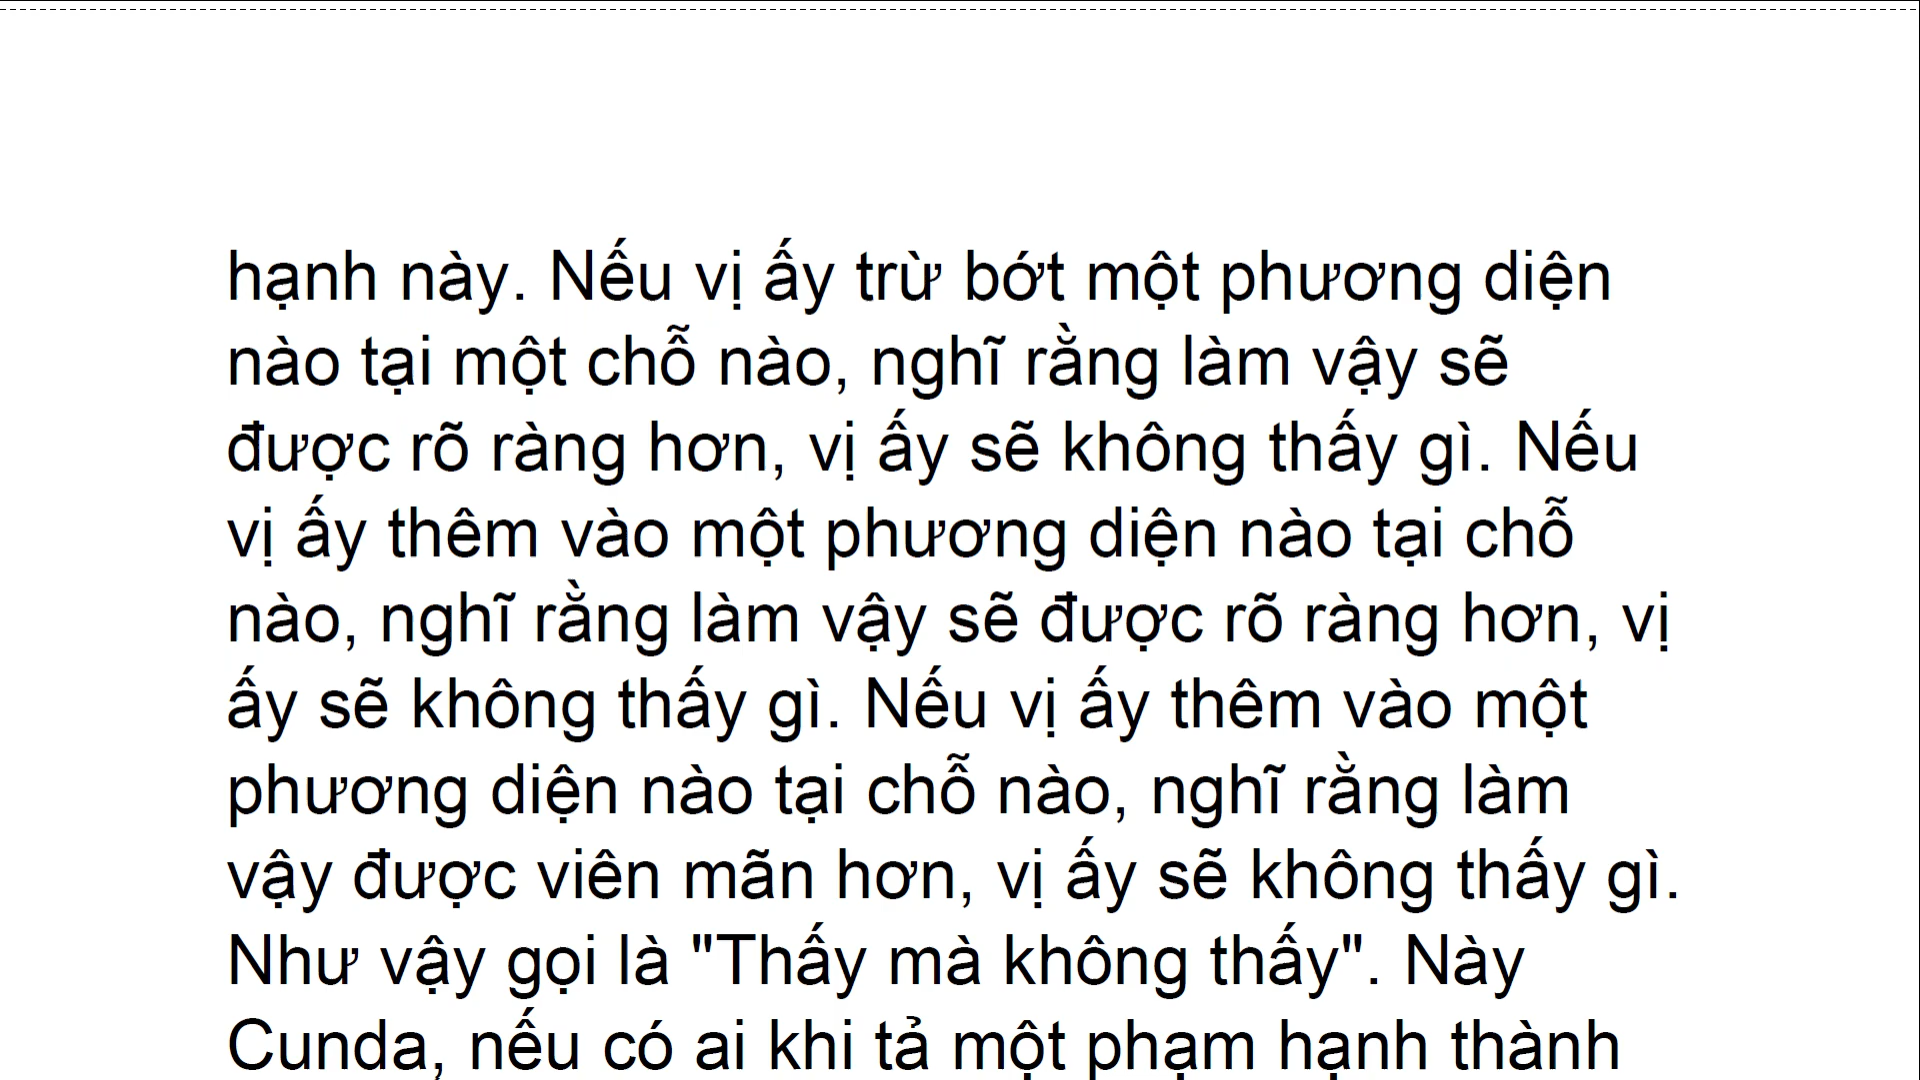 hạnh này. Nếu vị ấy trừ bớt một phương diện
nào tại một chỗ nào, nghĩ rằng làm vậy sẽ
được rõ ràng hơn, vị ấy sẽ không thấy gì. Nếu
vị ấy thêm vào một phương diện nào tại chỗ
nào, nghĩ rằng làm vậy sẽ được rõ ràng hơn, vị
ấy sẽ không thấy gì. Nếu vị ấy thêm vào một
phương diện nào tại chỗ nào, nghĩ rằng làm
vậy được viên mãn hơn, vị ấy sẽ không thấy gì.
Như vậy gọi là "Thấy mà không thấy". Này
Cunda, nếu có ai khi tả một phạm hạnh thành